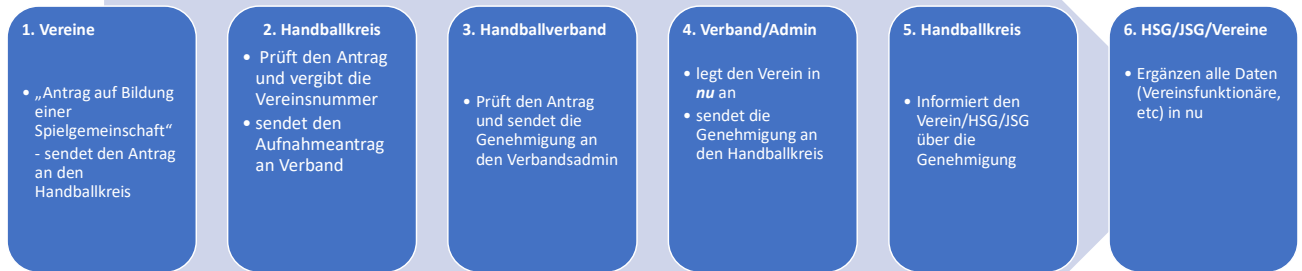 1. Vereine
• „Antrag auf Bildung
einer
Spielgemeinschaft“
- sendet den Antrag
an den
Handballkreis
2. Handballkreis
• Prüft den Antrag
und vergibt die
Vereinsnummer
• sendet den
Aufnahmeantrag
an Verband
3. Handballverband
• Prüft den Antrag
und sendet die
Genehmigung an
den Verbandsadmin
4. Verband/Admin
• legt den Verein in
nu an
• sendet die
Genehmigung an
den Handballkreis
5. Handballkreis
• Informiert den
Verein/HSG/JSG
über die
Genehmigung
6. HSG/JSG/Vereine
• Ergänzen alle Daten
(Vereinsfunktionäre,
etc) in nu